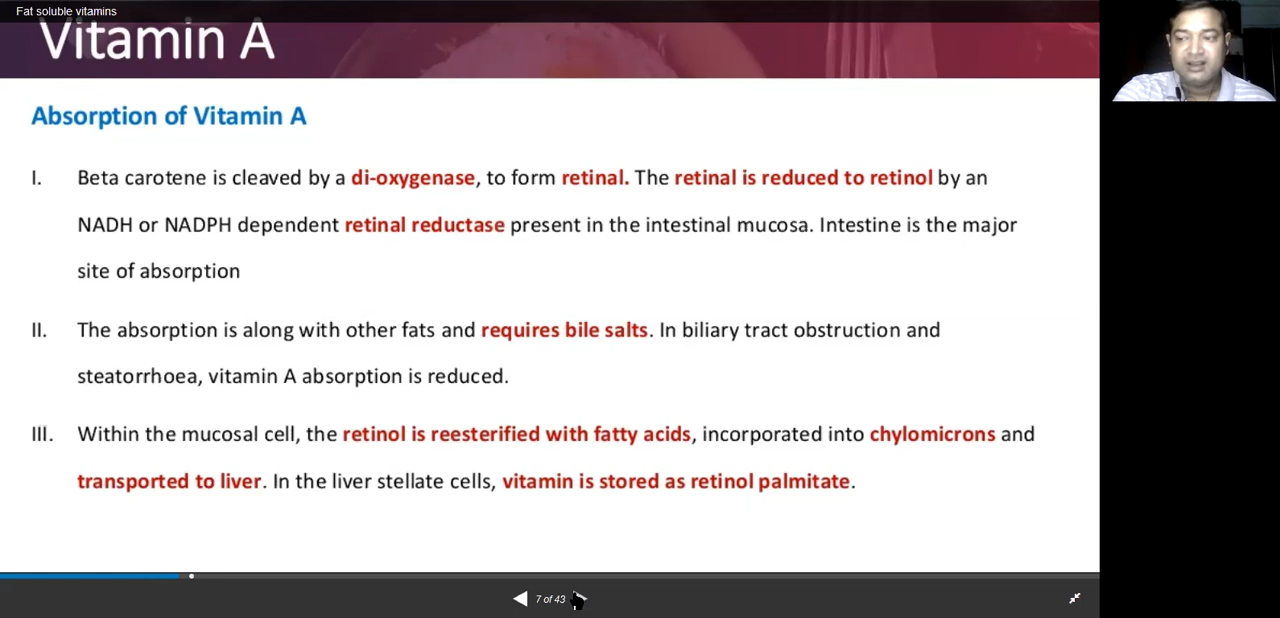 Fat soluble vitamins
Vitamin A
Absorption of Vitamin A
I. Beta carotene is cleaved by a di-oxygenase, to form retinal. The retinal is reduced to retinol by an
NADH or NADPH dependent retinal reductase present in the intestinal mucosa. Intestine is the major
site of absorption
II. The absorption is along with other fats and requires bile salts. In biliary tract obstruction and
steatorrhoea, vitamin A absorption is reduced.
III. Within the mucosal cell, the retinol is reesterified with fatty acids, incorporated into chylomicrons and
transported to liver. In the liver stellate cells, vitamin is stored as retinol palmitate.
7 of 43